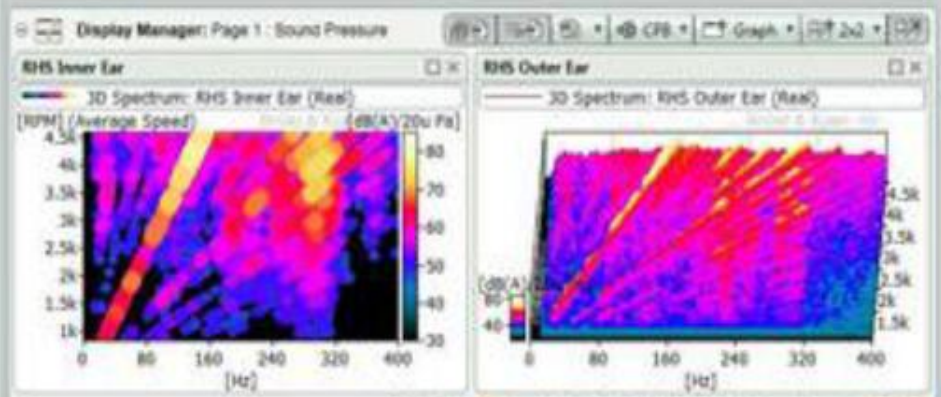 Display Manager: Page 1 : Sound Pressure
CPB
Graph
2x2
RHS Inner Ear
3D Spectrum: RHS Inner Ear (Real)
[RPM] (Average Speed)
[dB(A)/20u Pa]
4.5k
4k
3.5k
3k
2.5k
2k
1.5k
1k
80
70
60
50
40
30
0 80 160 240 320 400
[Hz]
RHS Outer Ear
3D Spectrum: RHS Outer Ear (Real)
[dB(A)/
80
40
4.5k
4k
3.5k
3k
2.5k
2k
1.5k
0 80 160 240 320 400
[Hz]